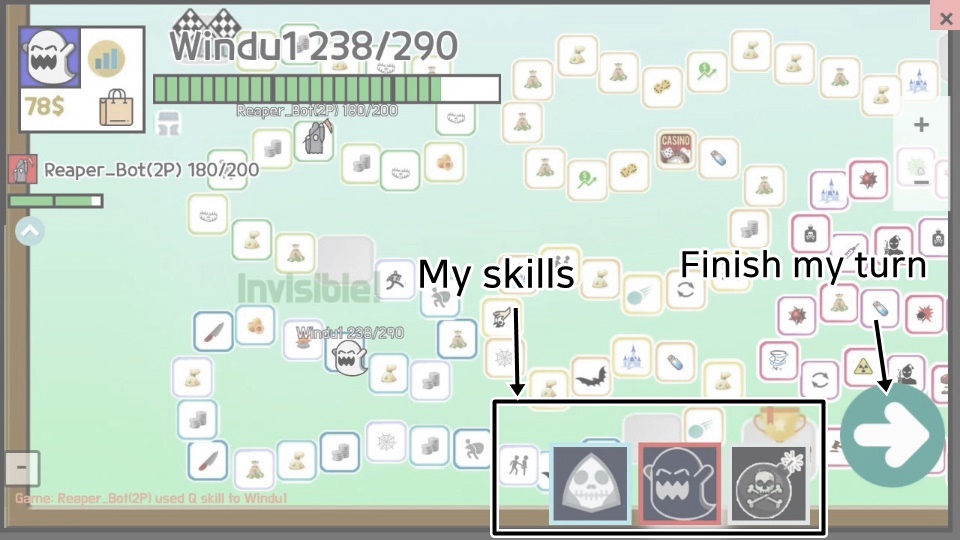 Windu1 238/290
78$
Reaper_Bot(2P) 180/200
Reaper_Bot(2P) 180/200
CASINO
Invisible!
My skills
Finish my turn
Windu1 238/290
Game: Reaper_Bot(2P) used Q skill to Windu1